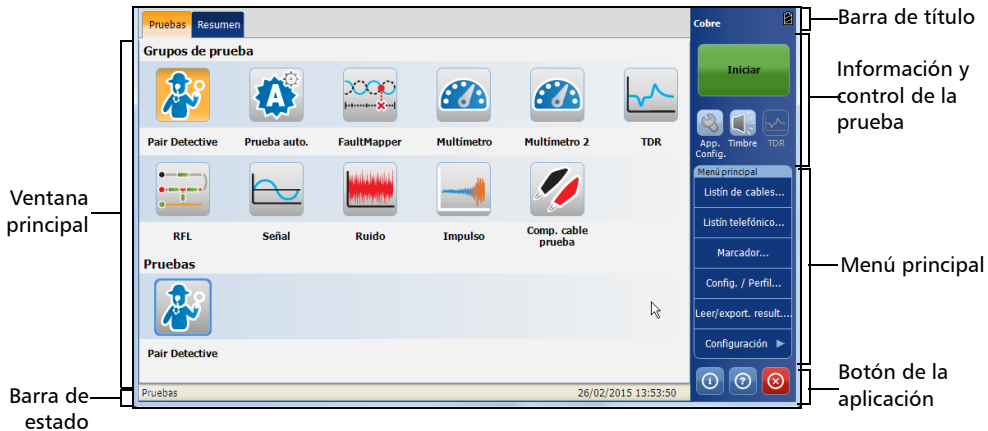 Pruebas Resumen
Grupos de prueba
Pair Detective Prueba auto. FaultMapper Multímetro Multímetro 2 TDR
RFL Señal Ruido Impulso Comp. cable
prueba
Pruebas
Pair Detective
Pruebas 26/02/2015 13:53:50
Cobre
Iniciar
App. Timbre TDR
Config.
Menú principal
Listín de cables...
Listín telefónico...
Marcador...
Config. / Perfil...
Leer/export. result....
Configuración
Ventana
principal
Barra de
estado
Barra de título
Información y
control de la
prueba
Menú principal
Botón de la
aplicación